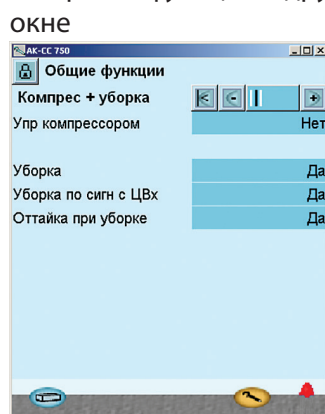 окне
AK-CC 750
Общие функции
Компрес + уборка
Упр компрессором Нет
Уборка Да
Уборка по сигн с ЦВх Да
Оттайка при уборке Да